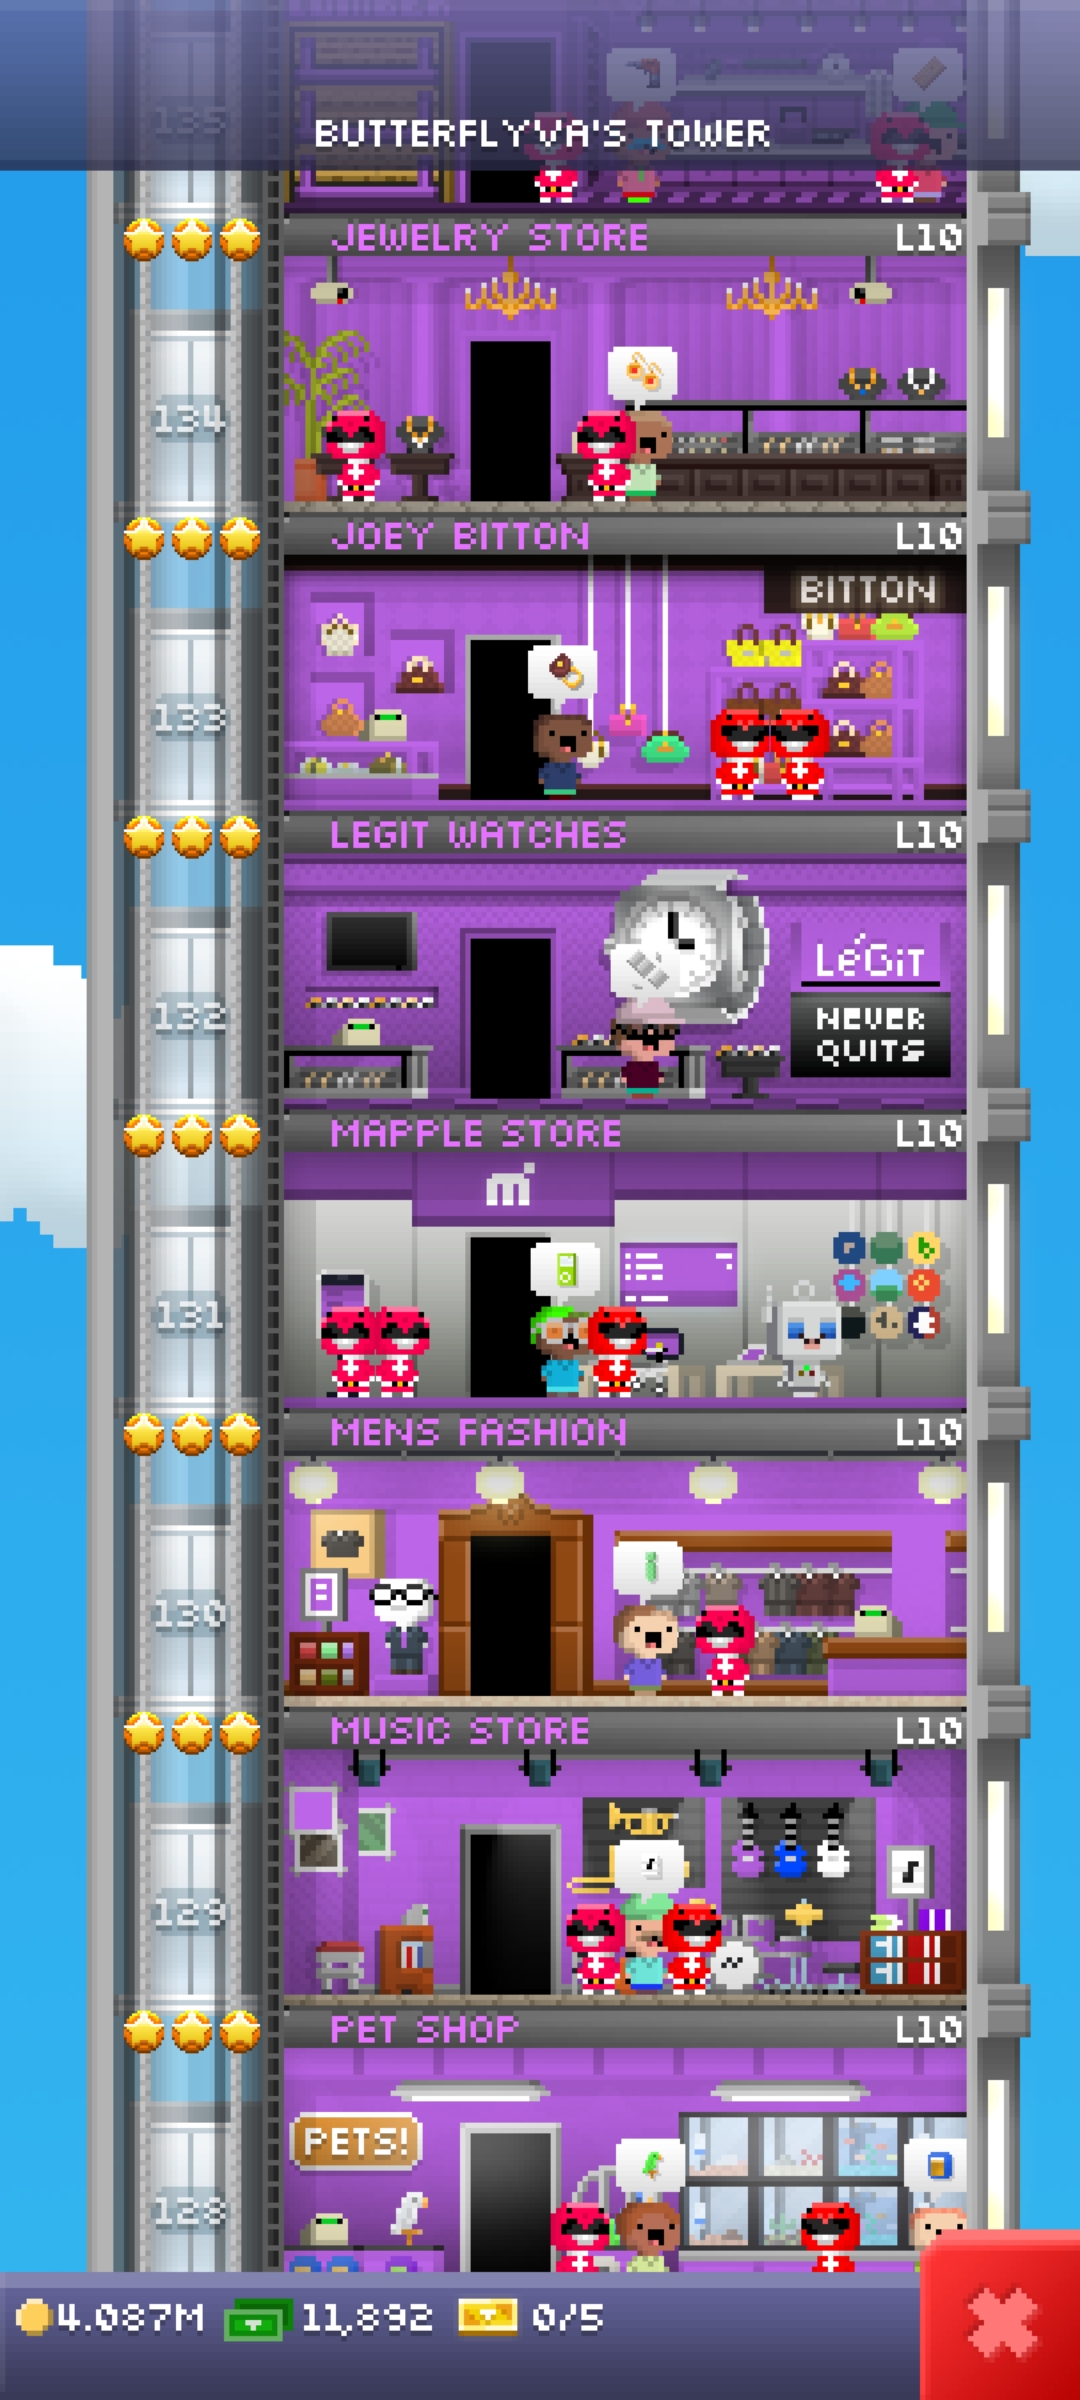 135
BUTTERFLYVA'S TOWER
JEWELRY STORE L10
134
JOEY BITTON L10
BITTON
133
LEGIT WATCHES L10
LéGiT
NEVER
QUITS
132
MAPPLE STORE L10
m
131
MENS FASHION L10
130
MUSIC STORE L10
129
PET SHOP L10
PETS!
128
4.087M 11,892 0/5